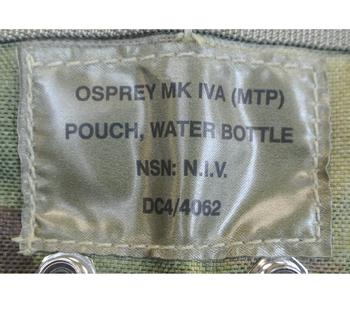 OSPREY MK IVA (MTP)
POUCH, WATER BOTTLE
NSN: N.I.V.
DC4/4062